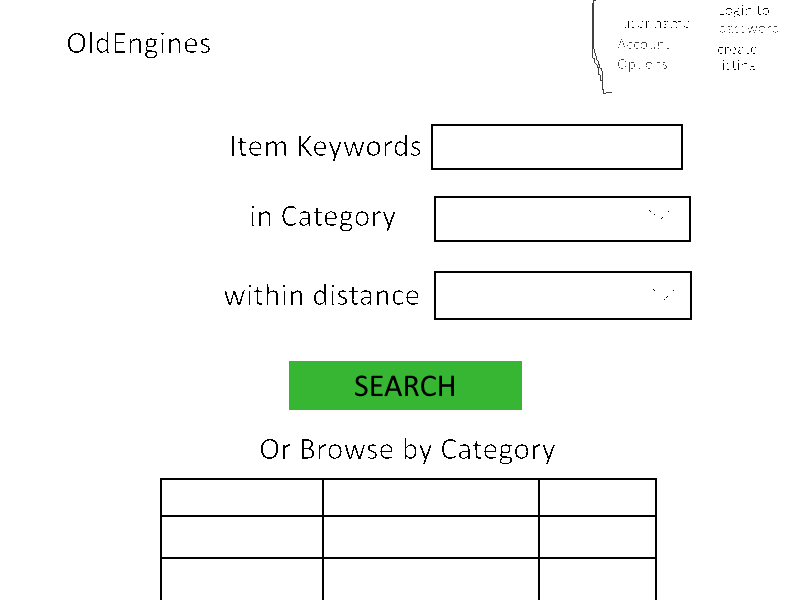 OldEngines
username
Account
Options
Login to
password
create
listing
Item Keywords
in Category
within distance
SEARCH
Or Browse by Category